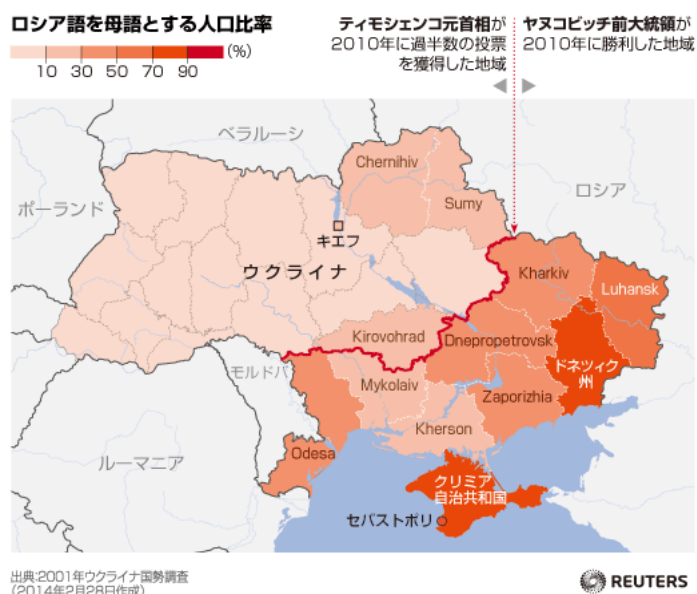 ロシア語を母語とする人口比率
(%)
10 30 50 70 90
ティモシェンコ元首相が
2010年に過半数の投票
を獲得した地域
ヤヌコビッチ前大統領が
2010年に勝利した地域
ベラルーシ
Chernihiv
ロシア
ポーランド
Sumy
キエフ
ウクライナ
Kharkiv
Luhansk
Kirovohrad
Dnepropetrovsk
モルドバ
ドネツィク
州
Mykolaiv
Zaporizhia
Kherson
Odesa
ルーマニア
クリミア
自治共和国
セバストポリ
出典:2001年ウクライナ国勢調査
(2014年2月28日作成)
REUTERS